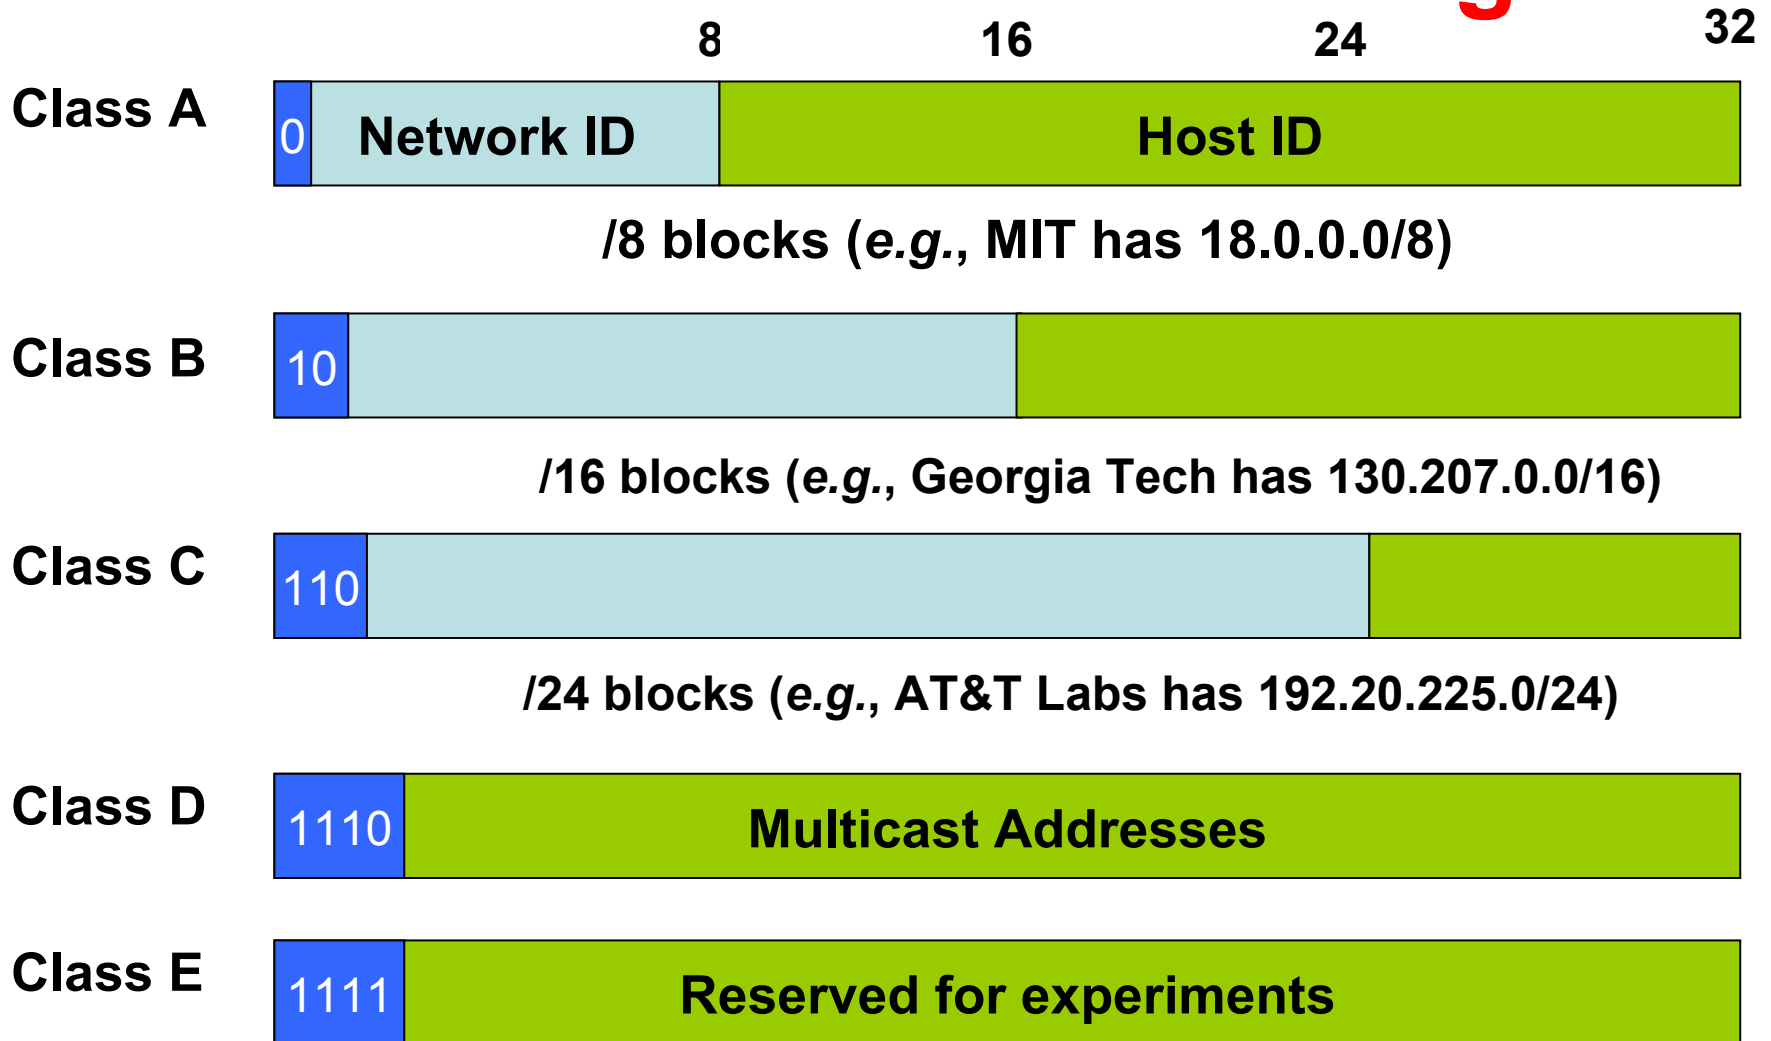 8 16 24 32
Class A 0 Network ID Host ID
/8 blocks (e.g., MIT has 18.0.0.0/8)
Class B 10
/16 blocks (e.g., Georgia Tech has 130.207.0.0/16)
Class C 110
/24 blocks (e.g., AT&T Labs has 192.20.225.0/24)
Class D 1110 Multicast Addresses
Class E 1111 Reserved for experiments